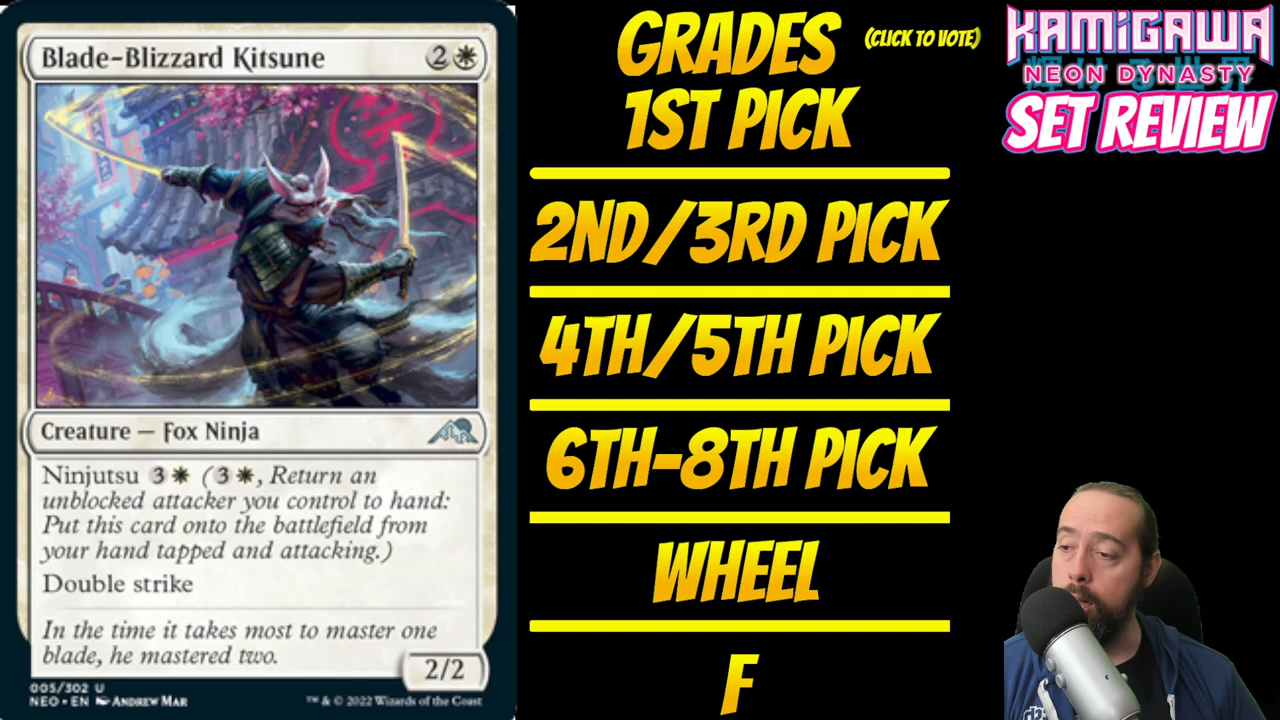 Blade-Blizzard Kitsune 2
Creature — Fox Ninja
Ninjutsu 3 (3, Return an
unblocked attacker you control to hand:
Put this card onto the battlefield from
your hand tapped and attacking.)
Double strike
In the time it takes most to master one
blade, he mastered two.
2/2
005/302 U
NEO • EN ANDREW MAR
™ & © 2022 Wizards of the Coast
GRADES
(CLICK TO VOTE)
1ST PICK
2ND/3RD PICK
4TH/5TH PICK
6TH-8TH PICK
WHEEL
F
KAMIGAWA
NEON DYNASTY
SET REVIEW